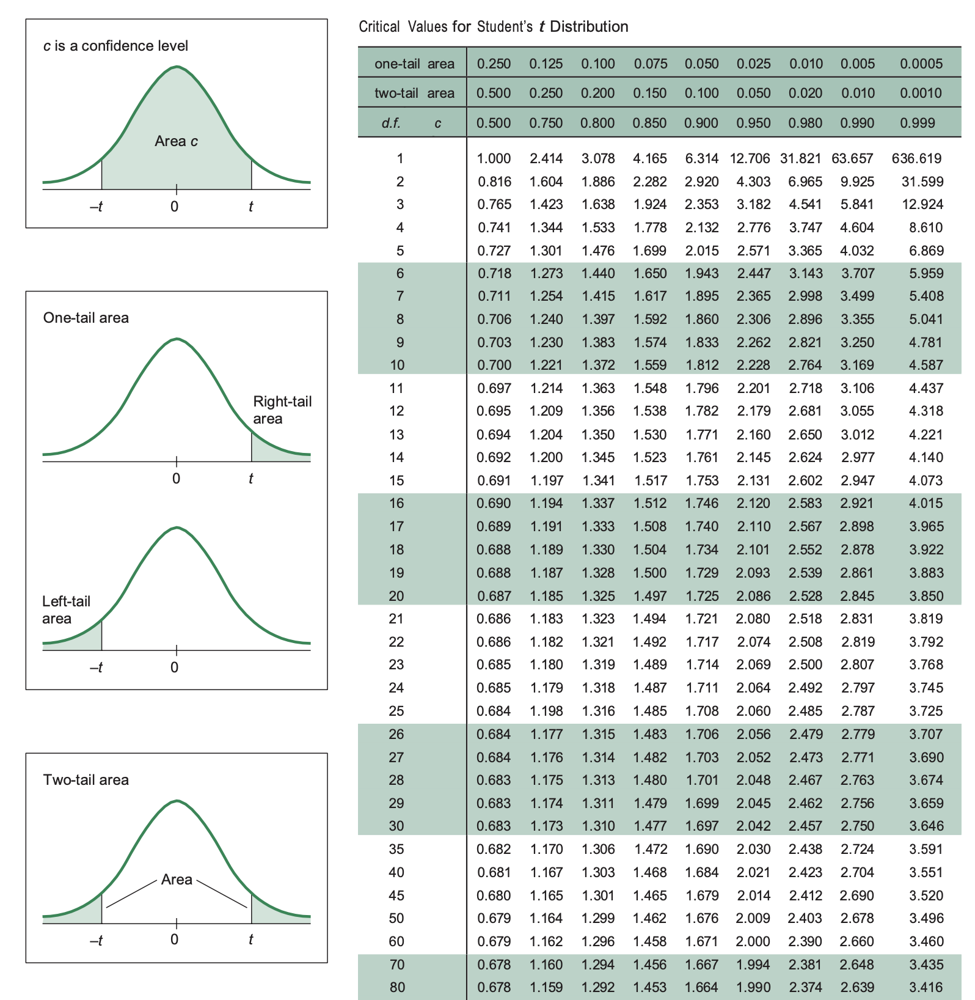 c is a confidence level
Area c
–t 0 t
One-tail area
Right-tail
area
0 t
Left-tail
area
–t 0
Two-tail area
Area
–t 0 t
Critical Values for Student’s t Distribution
one-tail area 0.250 0.125 0.100 0.075 0.050 0.025 0.010 0.005 0.0005
two-tail area 0.500 0.250 0.200 0.150 0.100 0.050 0.020 0.010 0.0010
d.f. c 0.500 0.750 0.800 0.850 0.900 0.950 0.980 0.990 0.999
1 1.000 2.414 3.078 4.165 6.314 12.706 31.821 63.657 636.619
2 0.816 1.604 1.886 2.282 2.920 4.303 6.965 9.925 31.599
3 0.765 1.423 1.638 1.924 2.353 3.182 4.541 5.841 12.924
4 0.741 1.344 1.533 1.778 2.132 2.776 3.747 4.604 8.610
5 0.727 1.301 1.476 1.699 2.015 2.571 3.365 4.032 6.869
6 0.718 1.273 1.440 1.650 1.943 2.447 3.143 3.707 5.959
7 0.711 1.254 1.415 1.617 1.895 2.365 2.998 3.499 5.408
8 0.706 1.240 1.397 1.592 1.860 2.306 2.896 3.355 5.041
9 0.703 1.230 1.383 1.574 1.833 2.262 2.821 3.250 4.781
10 0.700 1.221 1.372 1.559 1.812 2.228 2.764 3.169 4.587
11 0.697 1.214 1.363 1.548 1.796 2.201 2.718 3.106 4.437
12 0.695 1.209 1.356 1.538 1.782 2.179 2.681 3.055 4.318
13 0.694 1.204 1.350 1.530 1.771 2.160 2.650 3.012 4.221
14 0.692 1.200 1.345 1.523 1.761 2.145 2.624 2.977 4.140
15 0.691 1.197 1.341 1.517 1.753 2.131 2.602 2.947 4.073
16 0.690 1.194 1.337 1.512 1.746 2.120 2.583 2.921 4.015
17 0.689 1.191 1.333 1.508 1.740 2.110 2.567 2.898 3.965
18 0.688 1.189 1.330 1.504 1.734 2.101 2.552 2.878 3.922
19 0.688 1.187 1.328 1.500 1.729 2.093 2.539 2.861 3.883
20 0.687 1.185 1.325 1.497 1.725 2.086 2.528 2.845 3.850
21 0.686 1.183 1.323 1.494 1.721 2.080 2.518 2.831 3.819
22 0.686 1.182 1.321 1.492 1.717 2.074 2.508 2.819 3.792
23 0.685 1.180 1.319 1.489 1.714 2.069 2.500 2.807 3.768
24 0.685 1.179 1.318 1.487 1.711 2.064 2.492 2.797 3.745
25 0.684 1.198 1.316 1.485 1.708 2.060 2.485 2.787 3.725
26 0.684 1.177 1.315 1.483 1.706 2.056 2.479 2.779 3.707
27 0.684 1.176 1.314 1.482 1.703 2.052 2.473 2.771 3.690
28 0.683 1.175 1.313 1.480 1.701 2.048 2.467 2.763 3.674
29 0.683 1.174 1.311 1.479 1.699 2.045 2.462 2.756 3.659
30 0.683 1.173 1.310 1.477 1.697 2.042 2.457 2.750 3.646
35 0.682 1.170 1.306 1.472 1.690 2.030 2.438 2.724 3.591
40 0.681 1.167 1.303 1.468 1.684 2.021 2.423 2.704 3.551
45 0.680 1.165 1.301 1.465 1.679 2.014 2.412 2.690 3.520
50 0.679 1.164 1.299 1.462 1.676 2.009 2.403 2.678 3.496
60 0.679 1.162 1.296 1.458 1.671 2.000 2.390 2.660 3.460
70 0.678 1.160 1.294 1.456 1.667 1.994 2.381 2.648 3.435
80 0.678 1.159 1.292 1.453 1.664 1.990 2.374 2.639 3.416